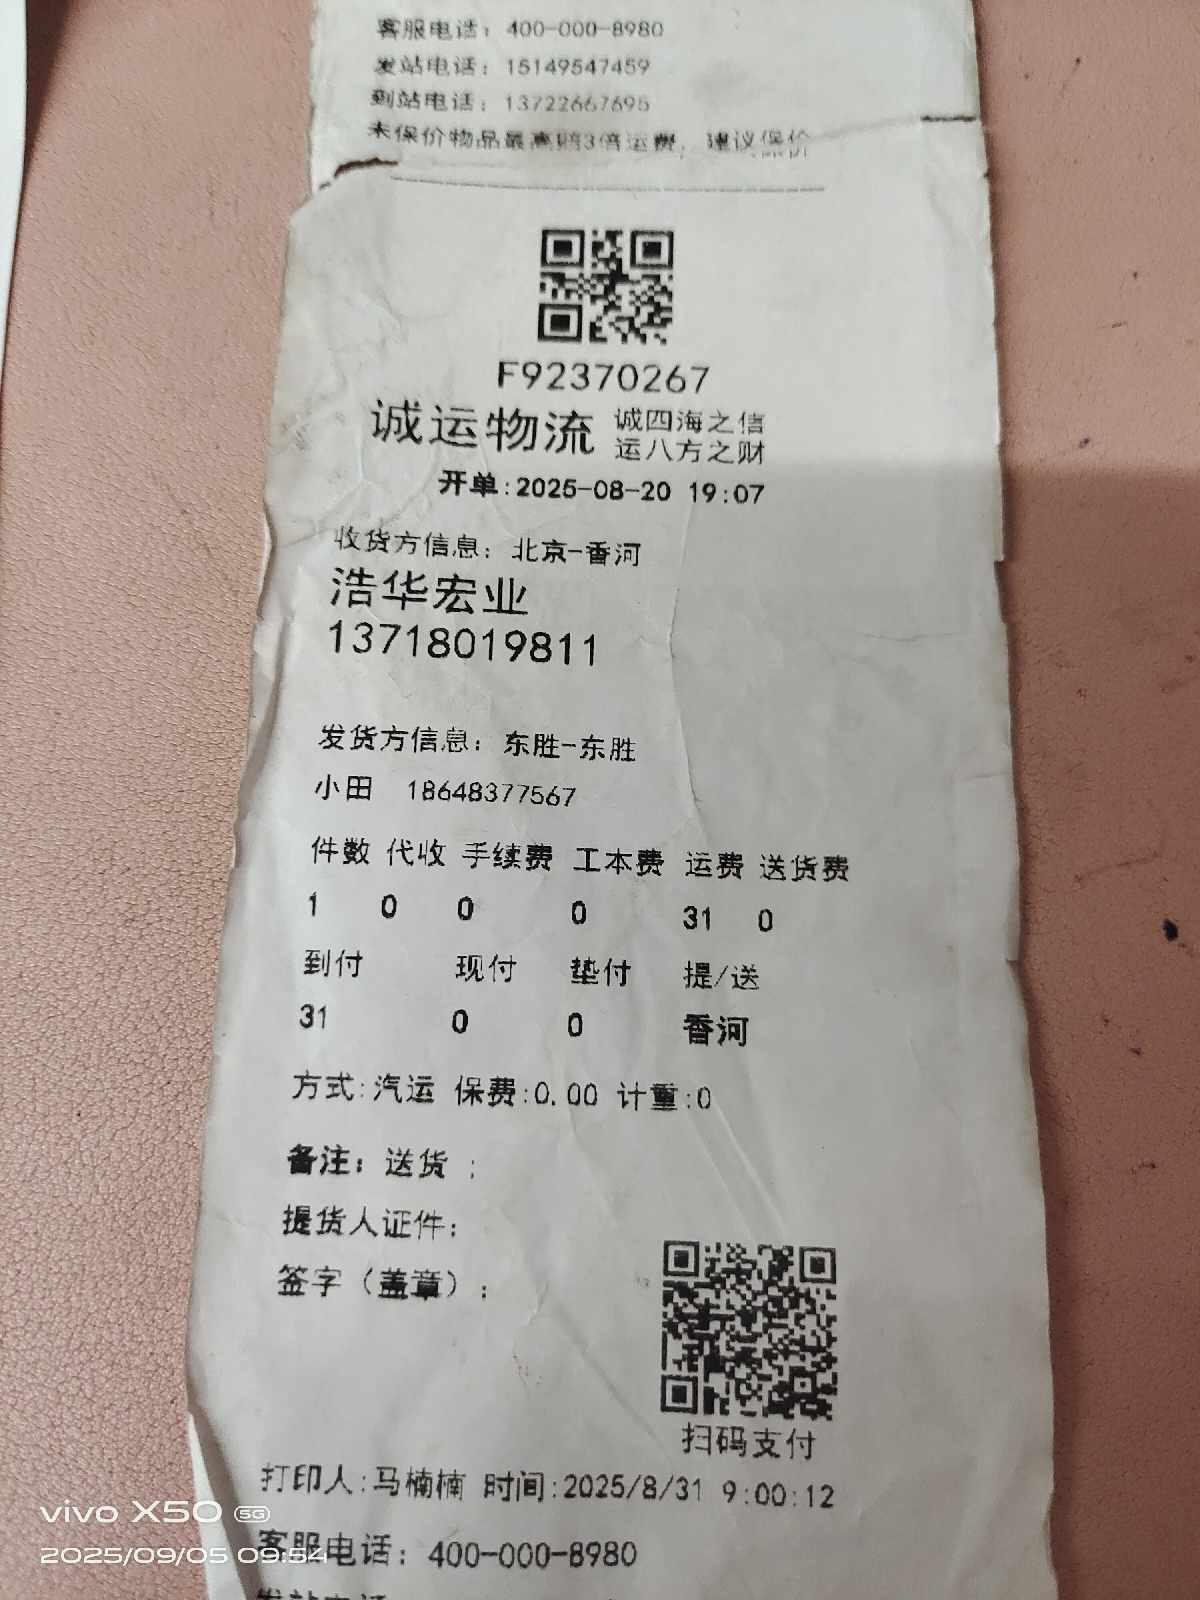 客服电话：400-000-8980
发站电话：15149547459
到站电话：13722667695
未保价物品最高赔3倍运费，建议保价
F92370267
诚运物流 诚四海之信
运八方之财
开单:2025-08-20 19:07
收货方信息：北京-香河
浩华宏业
13718019811
发货方信息：东胜-东胜
小田 18648377567
件数 代收 手续费 工本费 运费 送货费
1 0 0 0 31 0
到付 现付 垫付 提/送
31 0 0 香河
方式:汽运 保费:0.00 计重:0
备注：送货 ;
提货人证件：
签字（盖章）：
扫码支付
打印人:马楠楠 时间:2025/8/31 9:00:12
客服电话：400-000-8980
vivo X50 5G
2025/09/05 09:54